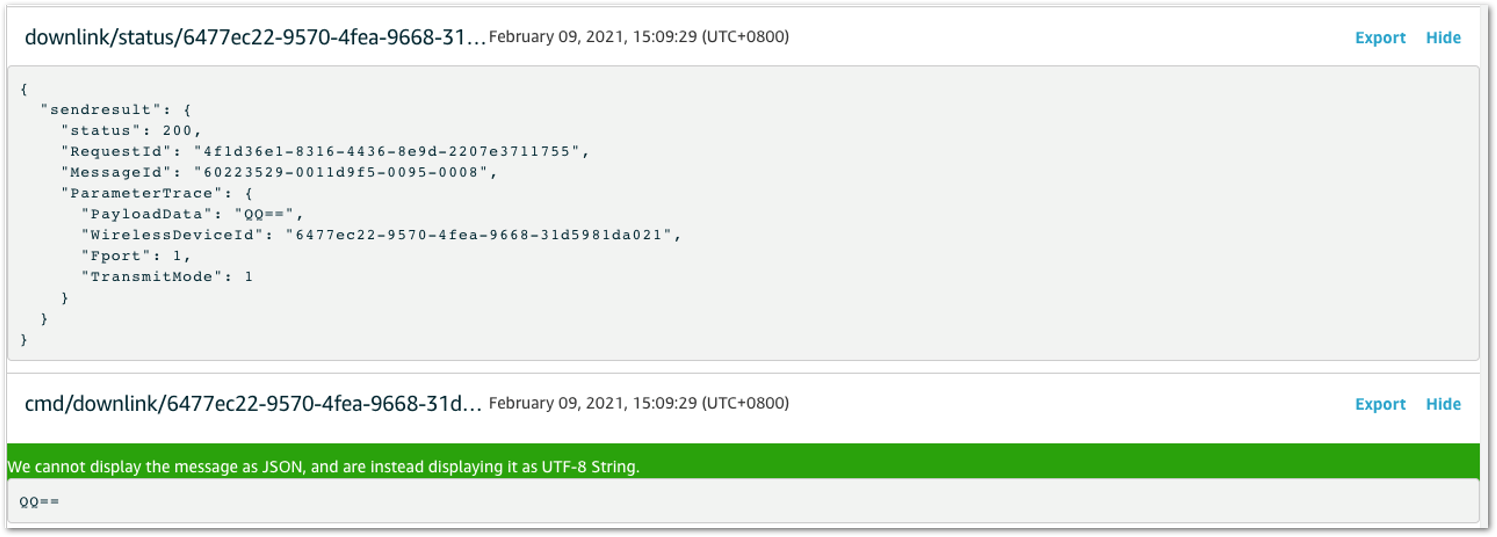 downlink/status/6477ec22-9570-4fea-9668-31... February 09, 2021, 15:09:29 (UTC+0800) Export Hide
{
  "sendresult": {
    "status": 200,
    "RequestId": "4f1d36e1-8316-4436-8e9d-2207e3711755",
    "MessageId": "60223529-0011d9f5-0095-0008",
    "ParameterTrace": {
      "PayloadData": "QQ==",
      "WirelessDeviceId": "6477ec22-9570-4fea-9668-31d5981da021",
      "Fport": 1,
      "TransmitMode": 1
    }
  }
}
cmd/downlink/6477ec22-9570-4fea-9668-31d... February 09, 2021, 15:09:29 (UTC+0800) Export Hide
We cannot display the message as JSON, and are instead displaying it as UTF-8 String.
QQ==